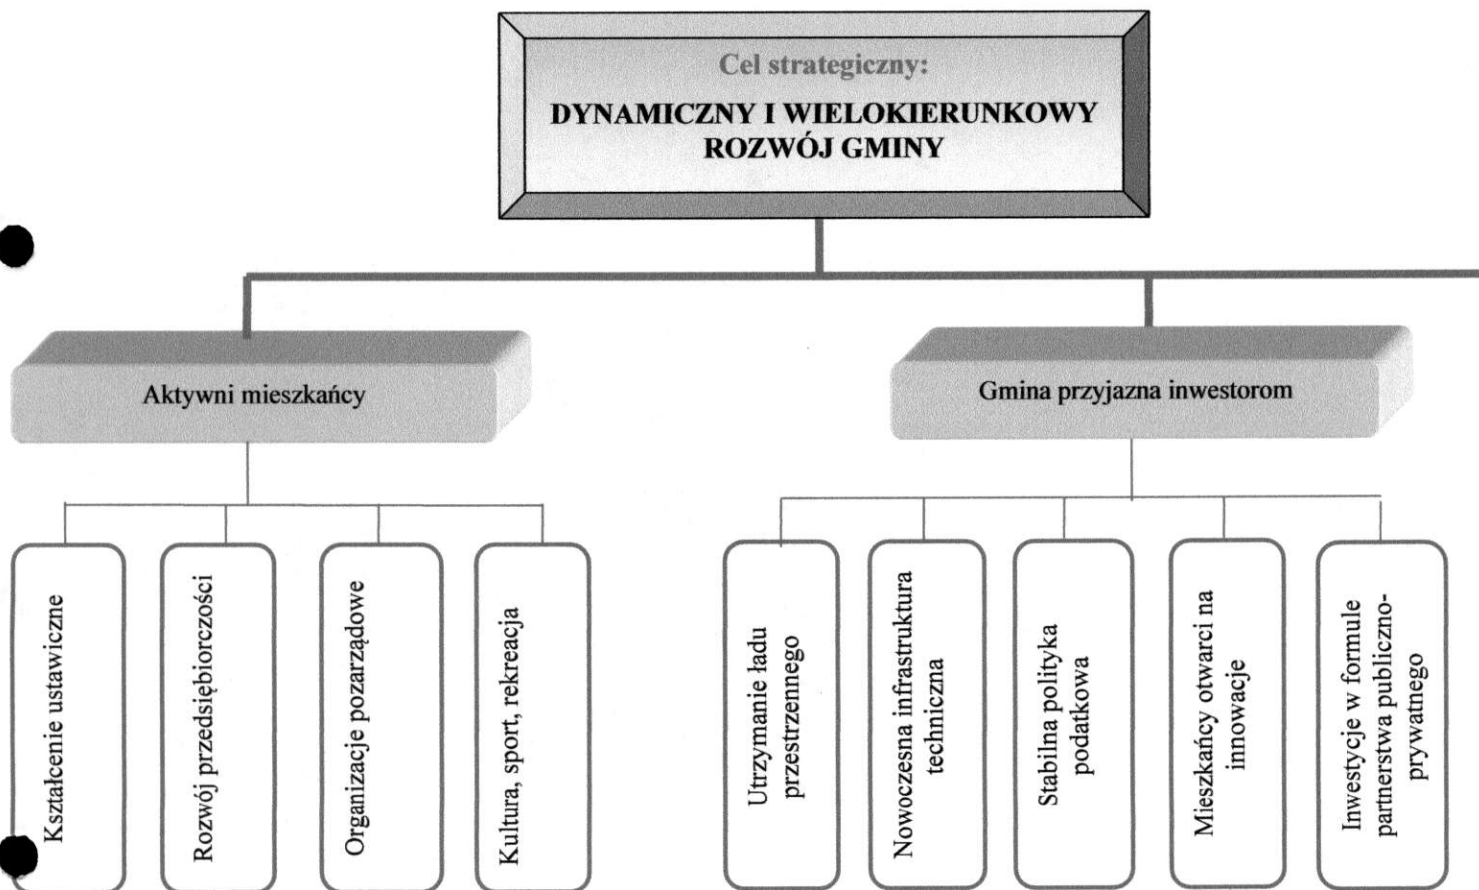 Cel strategiczny:
DYNAMICZNY I WIELOKIERUNKOWY
ROZWÓJ GMINY
Aktywni mieszkańcy
Gmina przyjazna inwestorom
Kształcenie ustawiczne
Rozwój przedsiębiorczości
Organizacje pozarządowe
Kultura, sport, rekreacja
Utrzymanie ładu
przestrzennego
Nowoczesna infrastruktura
techniczna
Stabilna polityka
podatkowa
Mieszkańcy otwarci na
innowacje
Inwestycje w formule
partnerstwa publiczno-
prywatnego